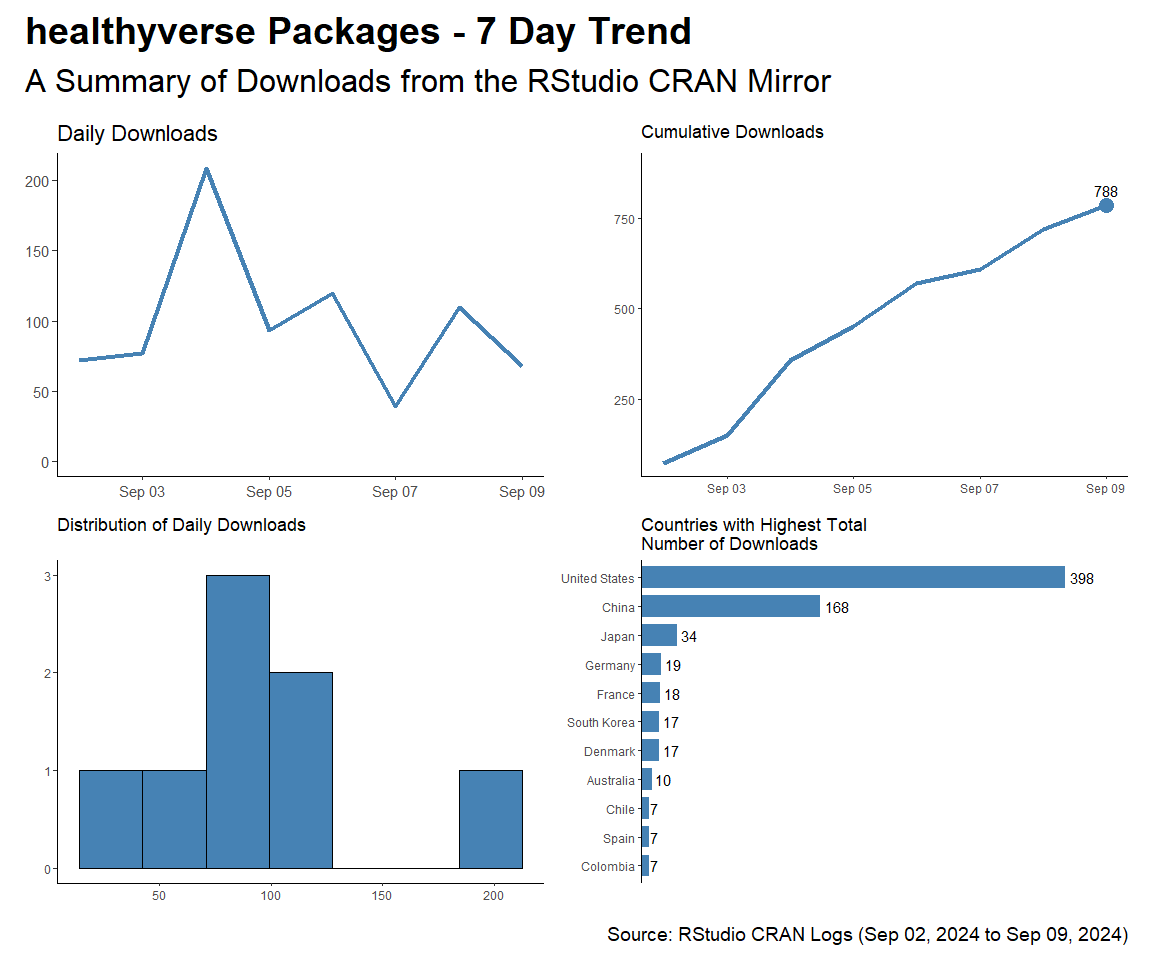 healthyverse Packages - 7 Day Trend
A Summary of Downloads from the RStudio CRAN Mirror
Daily Downloads
200
150
100
50
0
Sep 03 Sep 05 Sep 07 Sep 09
Cumulative Downloads
788
750
500
250
Sep 03 Sep 05 Sep 07 Sep 09
Distribution of Daily Downloads
3
2
1
0
50 100 150 200
Countries with Highest Total
Number of Downloads
United States 398
China 168
Japan 34
Germany 19
France 18
South Korea 17
Denmark 17
Australia 10
Chile 7
Spain 7
Colombia 7
Source: RStudio CRAN Logs (Sep 02, 2024 to Sep 09, 2024)